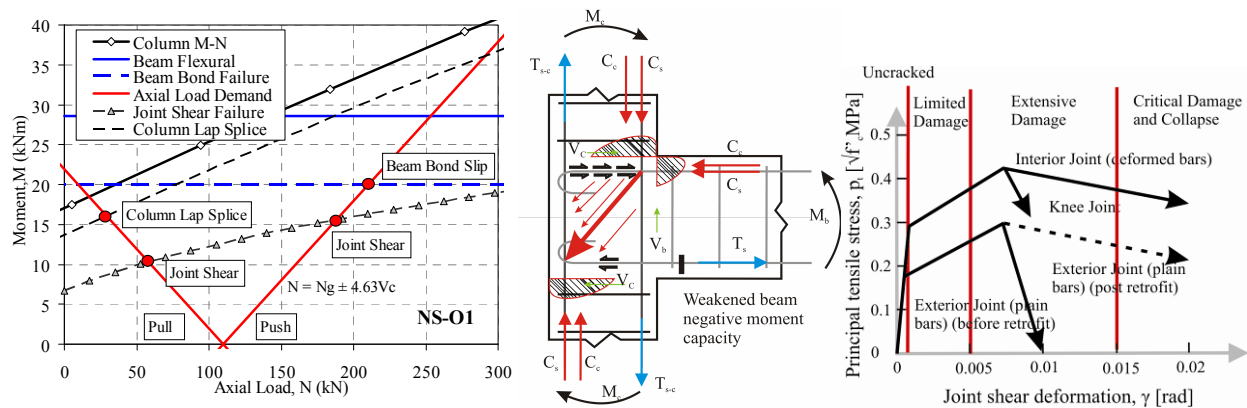 40
35
30
25
20
15
10
5
0
Moment,M (kNm)
Column M-N
Beam Flexural
Beam Bond Failure
Axial Load Demand
Joint Shear Failure
Column Lap Splice
Beam Bond Slip
Column Lap Splice
Joint Shear
Joint Shear
N = Ng ± 4.63Vc
Pull
Push
NS-O1
0 50 100 150 200 250 300
Axial Load, N (kN)
Mc
Ts-c
Cc
Cs
Vc
Cc
Cs
Mb
Vb
Ts
Vc
Weakened beam
negative moment
capacity
Cs
Cc
Ts-c
Mc
Uncracked
Limited
Damage
Extensive
Damage
Critical Damage
and Collapse
Principal tensile stress, pt [√f'c MPa]
0.5
0.4
0.3
0.2
0.1
0
Interior Joint (deformed bars)
Knee Joint
Exterior Joint (plain
bars) (post retrofit)
Exterior Joint (plain
bars) (before retrofit)
0 0.005 0.010 0.015 0.02
Joint shear deformation, γ [rad]